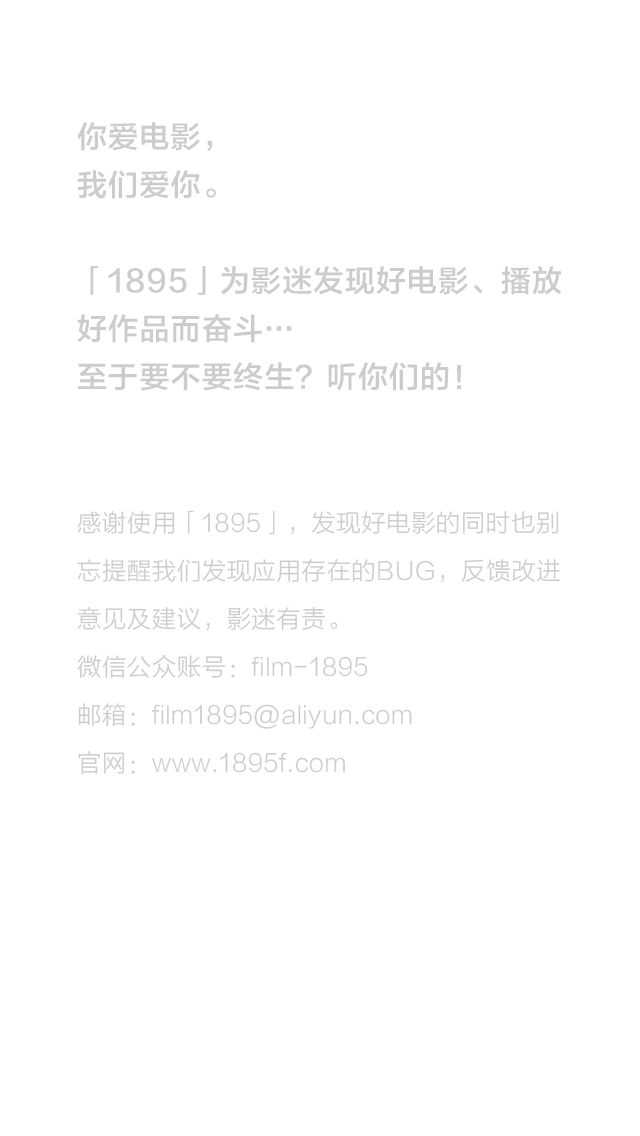 你爱电影，
我们爱你。
「1895」为影迷发现好电影、播放
好作品而奋斗…
至于要不要终生？听你们的！
感谢使用「1895」，发现好电影的同时也别
忘提醒我们发现应用存在的BUG，反馈改进
意见及建议，影迷有责。
微信公众账号：film-1895
邮箱：film1895@aliyun.com
官网：www.1895f.com